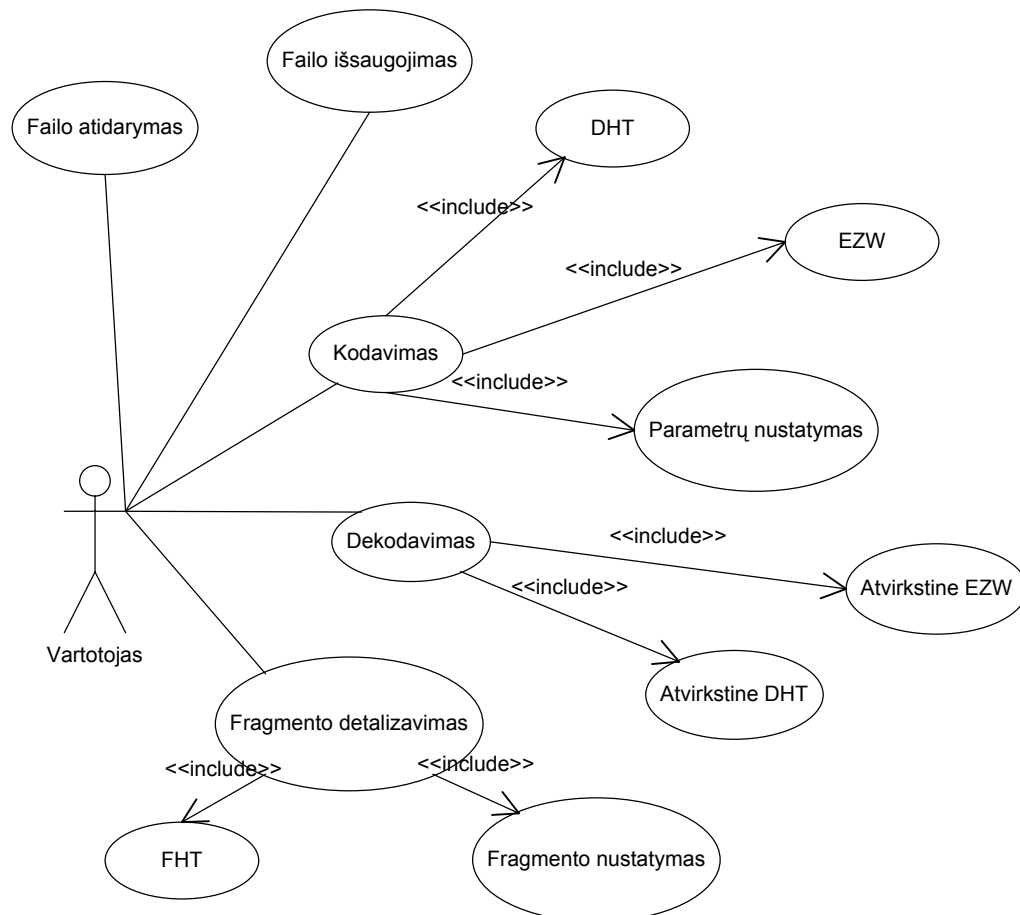 Failo išsaugojimas
Failo atidarymas
DHT
<<include>>
EZW
<<include>>
Kodavimas
<<include>>
Parametrų nustatymas
<<include>>
Dekodavimas
<<include>>
Atvirkstine EZW
Vartotojas
Atvirkstine DHT
Fragmento detalizavimas
<<include>>
<<include>>
FHT
Fragmento nustatymas